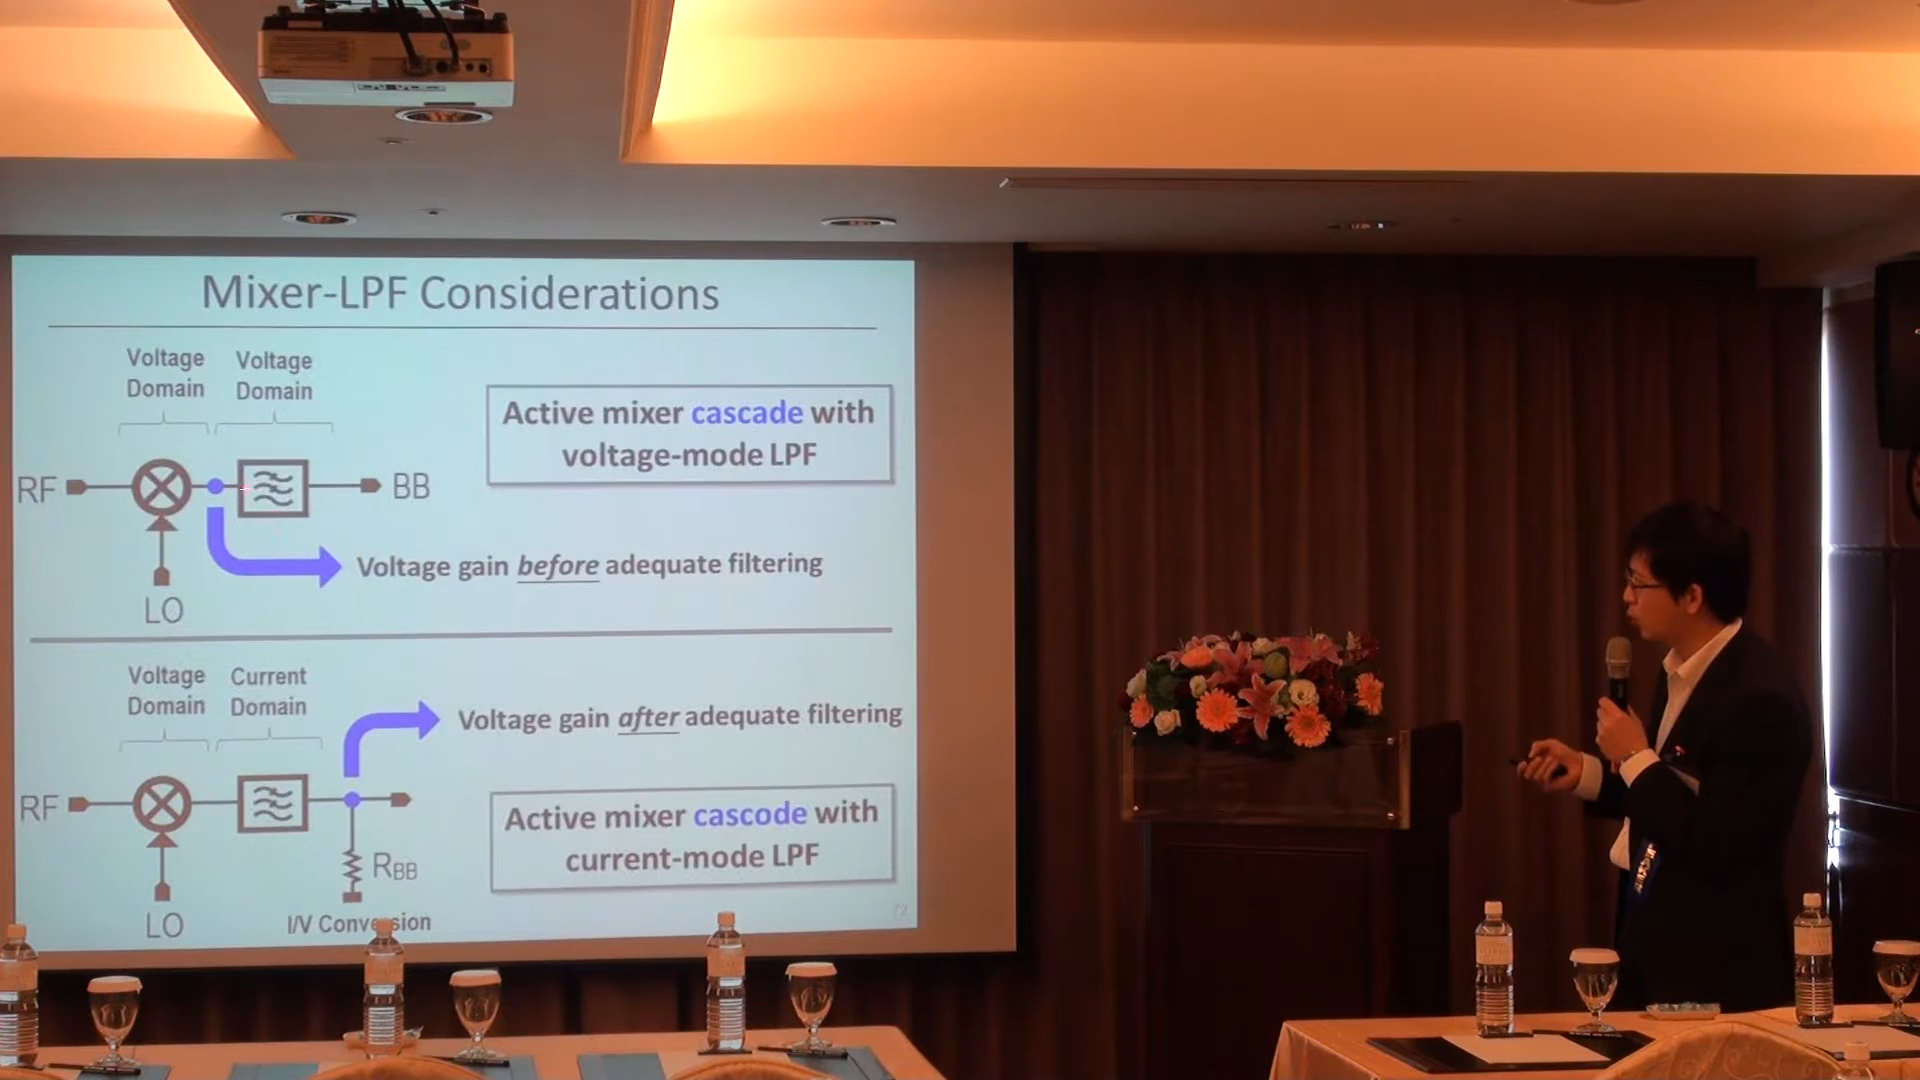 Mixer-LPF Considerations
Voltage Domain
Voltage Domain
Active mixer cascade with
voltage-mode LPF
RF
BB
LO
Voltage gain before adequate filtering
Voltage Domain
Current Domain
Voltage gain after adequate filtering
RF
LO
RBB
I/V Conversion
Active mixer cascode with
current-mode LPF
72